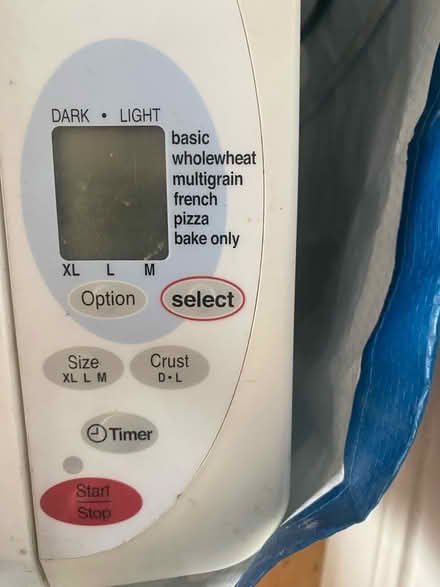 DARK • LIGHT
basic
wholewheat
multigrain
french
pizza
bake only
XL L M
Option select
Size Crust
XL L M D•L
Timer
Start
Stop